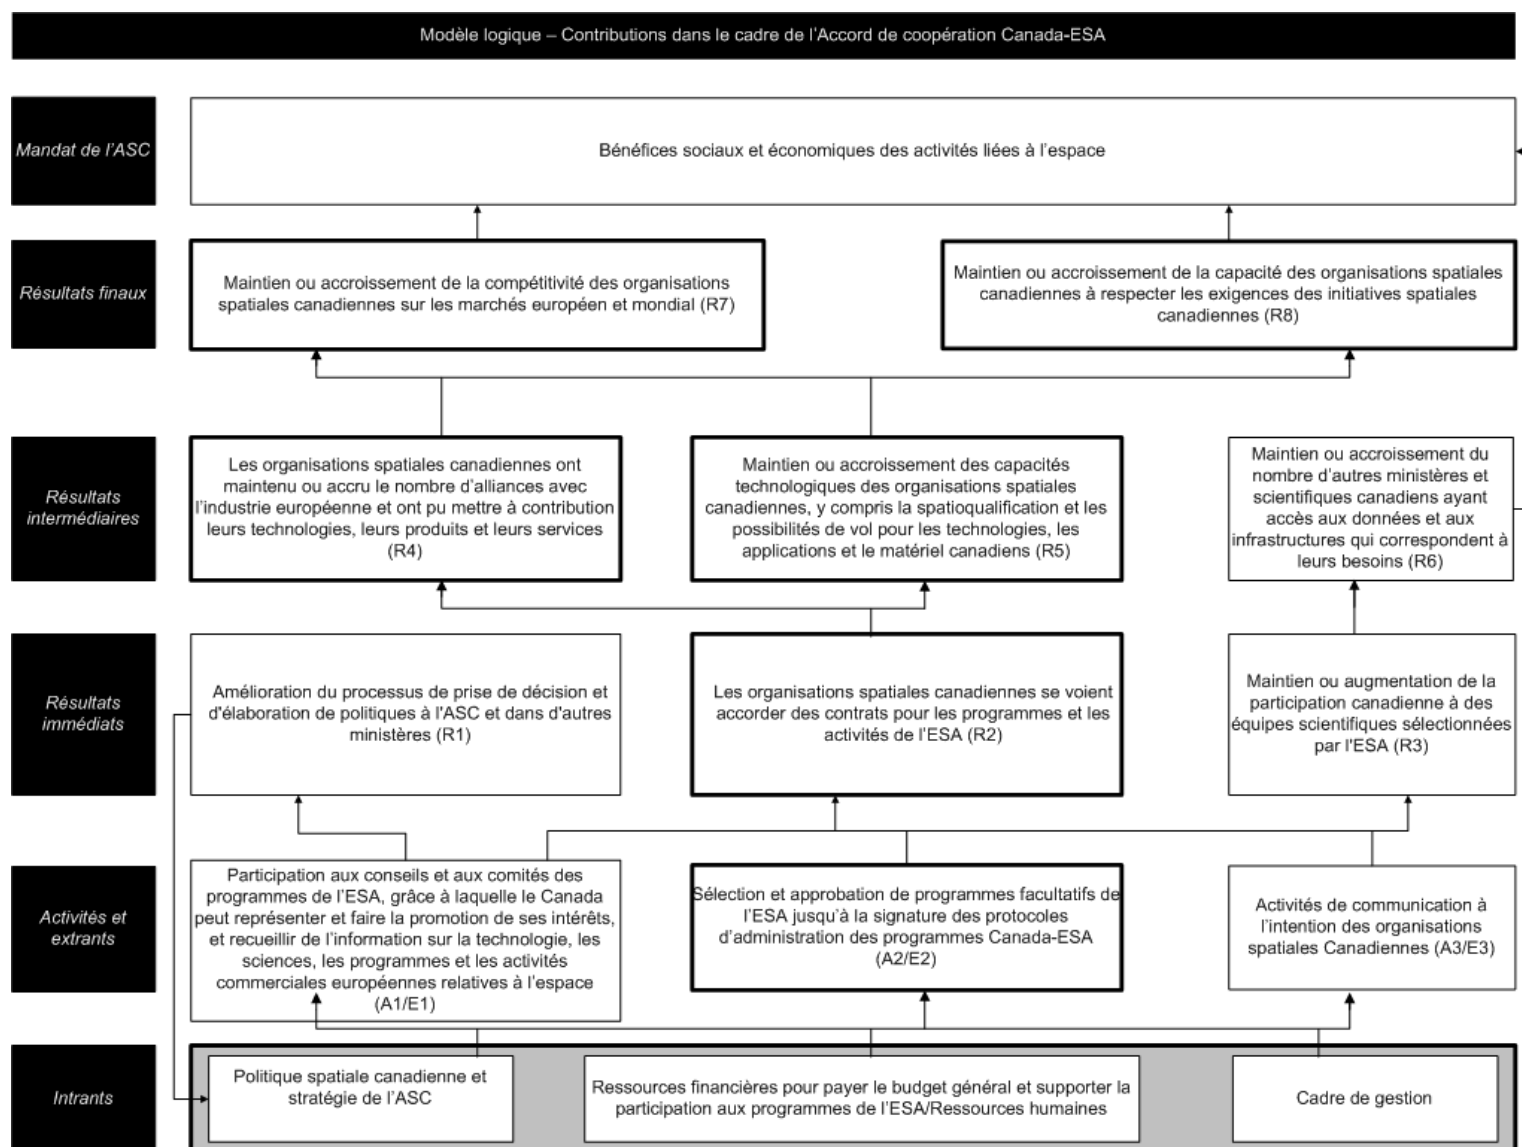 Modèle logique – Contributions dans le cadre de l'Accord de coopération Canada-ESA
Mandat de l'ASC
Bénéfices sociaux et économiques des activités liées à l'espace
Résultats finaux
Maintien ou accroissement de la compétitivité des organisations
spatiales canadiennes sur les marchés européen et mondial (R7)
Maintien ou accroissement de la capacité des organisations spatiales
canadiennes à respecter les exigences des initiatives spatiales
canadiennes (R8)
Résultats
intermédiaires
Les organisations spatiales canadiennes ont
maintenu ou accru le nombre d'alliances avec
l'industrie européenne et ont pu mettre à contribution
leurs technologies, leurs produits et leurs services
(R4)
Maintien ou accroissement des capacités
technologiques des organisations spatiales
canadiennes, y compris la spatioqualification et les
possibilités de vol pour les technologies, les
applications et le matériel canadiens (R5)
Maintien ou accroissement du
nombre d'autres ministères et
scientifiques canadiens ayant
accès aux données et aux
infrastructures qui correspondent à
leurs besoins (R6)
Résultats
immédiats
Amélioration du processus de prise de décision et
d'élaboration de politiques à l'ASC et dans d'autres
ministères (R1)
Les organisations spatiales canadiennes se voient
accorder des contrats pour les programmes et les
activités de l'ESA (R2)
Maintien ou augmentation de la
participation canadienne à des
équipes scientifiques sélectionnées
par l'ESA (R3)
Activités et
extrants
Participation aux conseils et aux comités des
programmes de l'ESA, grâce à laquelle le Canada
peut représenter et faire la promotion de ses intérêts,
et recueillir de l'information sur la technologie, les
sciences, les programmes et les activités
commerciales européennes relatives à l'espace
(A1/E1)
Sélection et approbation de programmes facultatifs de
l'ESA jusqu'à la signature des protocoles
d'administration des programmes Canada-ESA
(A2/E2)
Activités de communication à
l'intention des organisations
spatiales Canadiennes (A3/E3)
Intrants
Politique spatiale canadienne et
stratégie de l'ASC
Ressources financières pour payer le budget général et supporter la
participation aux programmes de l'ESA/Ressources humaines
Cadre de gestion